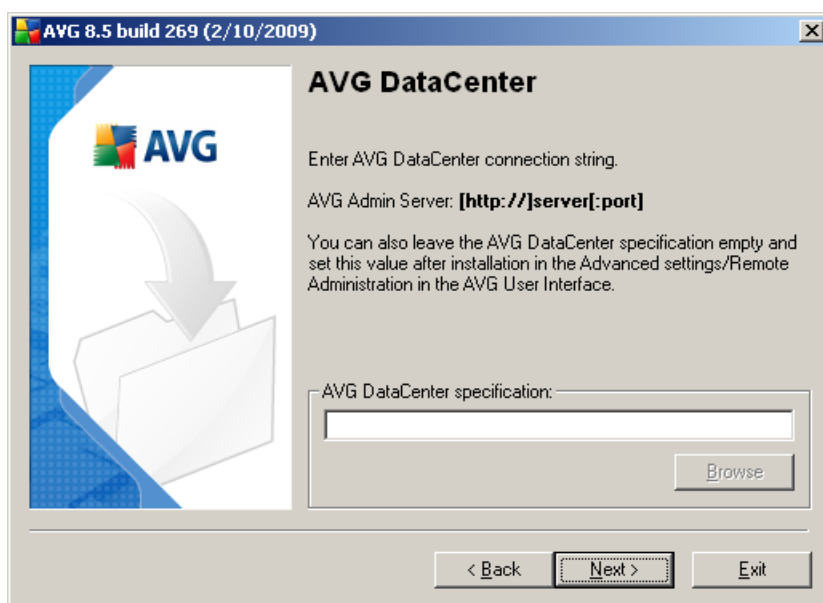 AVG 8.5 build 269 (2/10/2009)
AVG
AVG DataCenter
Enter AVG DataCenter connection string.
AVG Admin Server: [http://]server[:port]
You can also leave the AVG DataCenter specification empty and
set this value after installation in the Advanced settings/Remote
Administration in the AVG User Interface.
AVG DataCenter specification:
Browse
< Back
Next >
Exit